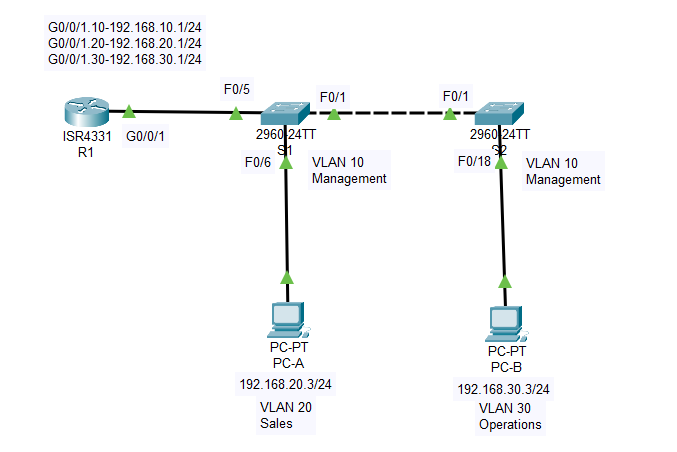 G0/0/1.10-192.168.10.1/24
G0/0/1.20-192.168.20.1/24
G0/0/1.30-192.168.30.1/24
F0/5
F0/1
F0/1
ISR4331
R1
G0/0/1
2960-24TT
S1
2960-24TT
S2
F0/6
VLAN 10
Management
F0/18
VLAN 10
Management
PC-PT
PC-A
192.168.20.3/24
VLAN 20
Sales
PC-PT
PC-B
192.168.30.3/24
VLAN 30
Operations